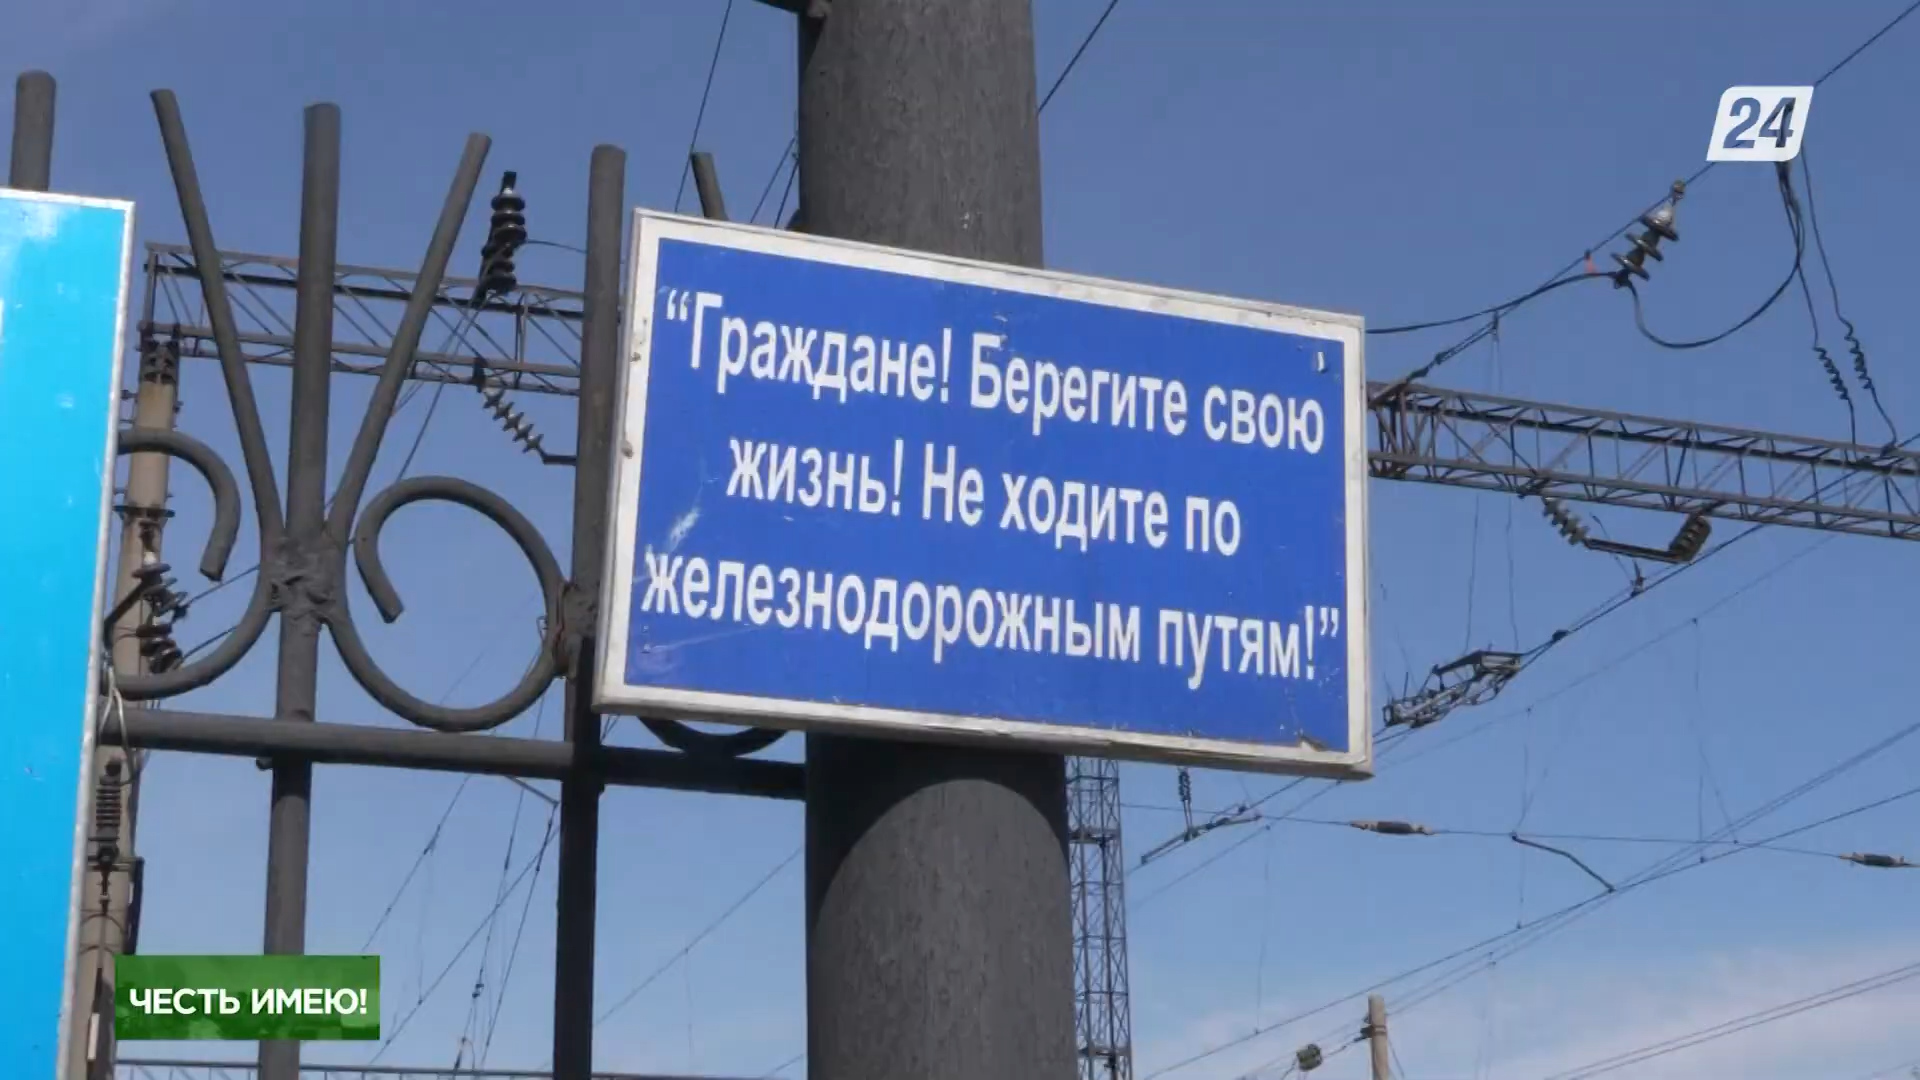 24
“Граждане! Берегите свою
жизнь! Не ходите по
железнодорожным путям!”
ЧЕСТЬ ИМЕЮ!